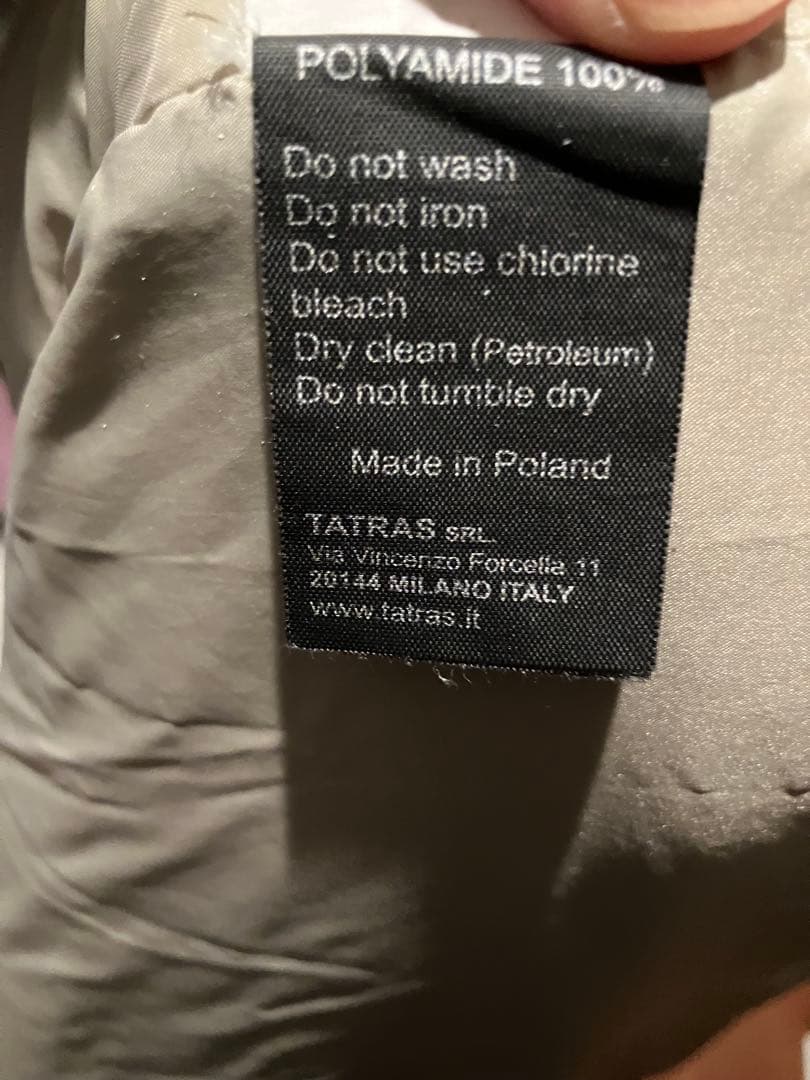 POLYAMIDE 100%
Do not wash
Do not iron
Do not use chlorine
bleach
Dry clean (Petroleum)
Do not tumble dry
Made in Poland
TATRAS SRL.
Via Vincenzo Forcella 11
20144 MILANO ITALY
www.tatras.it